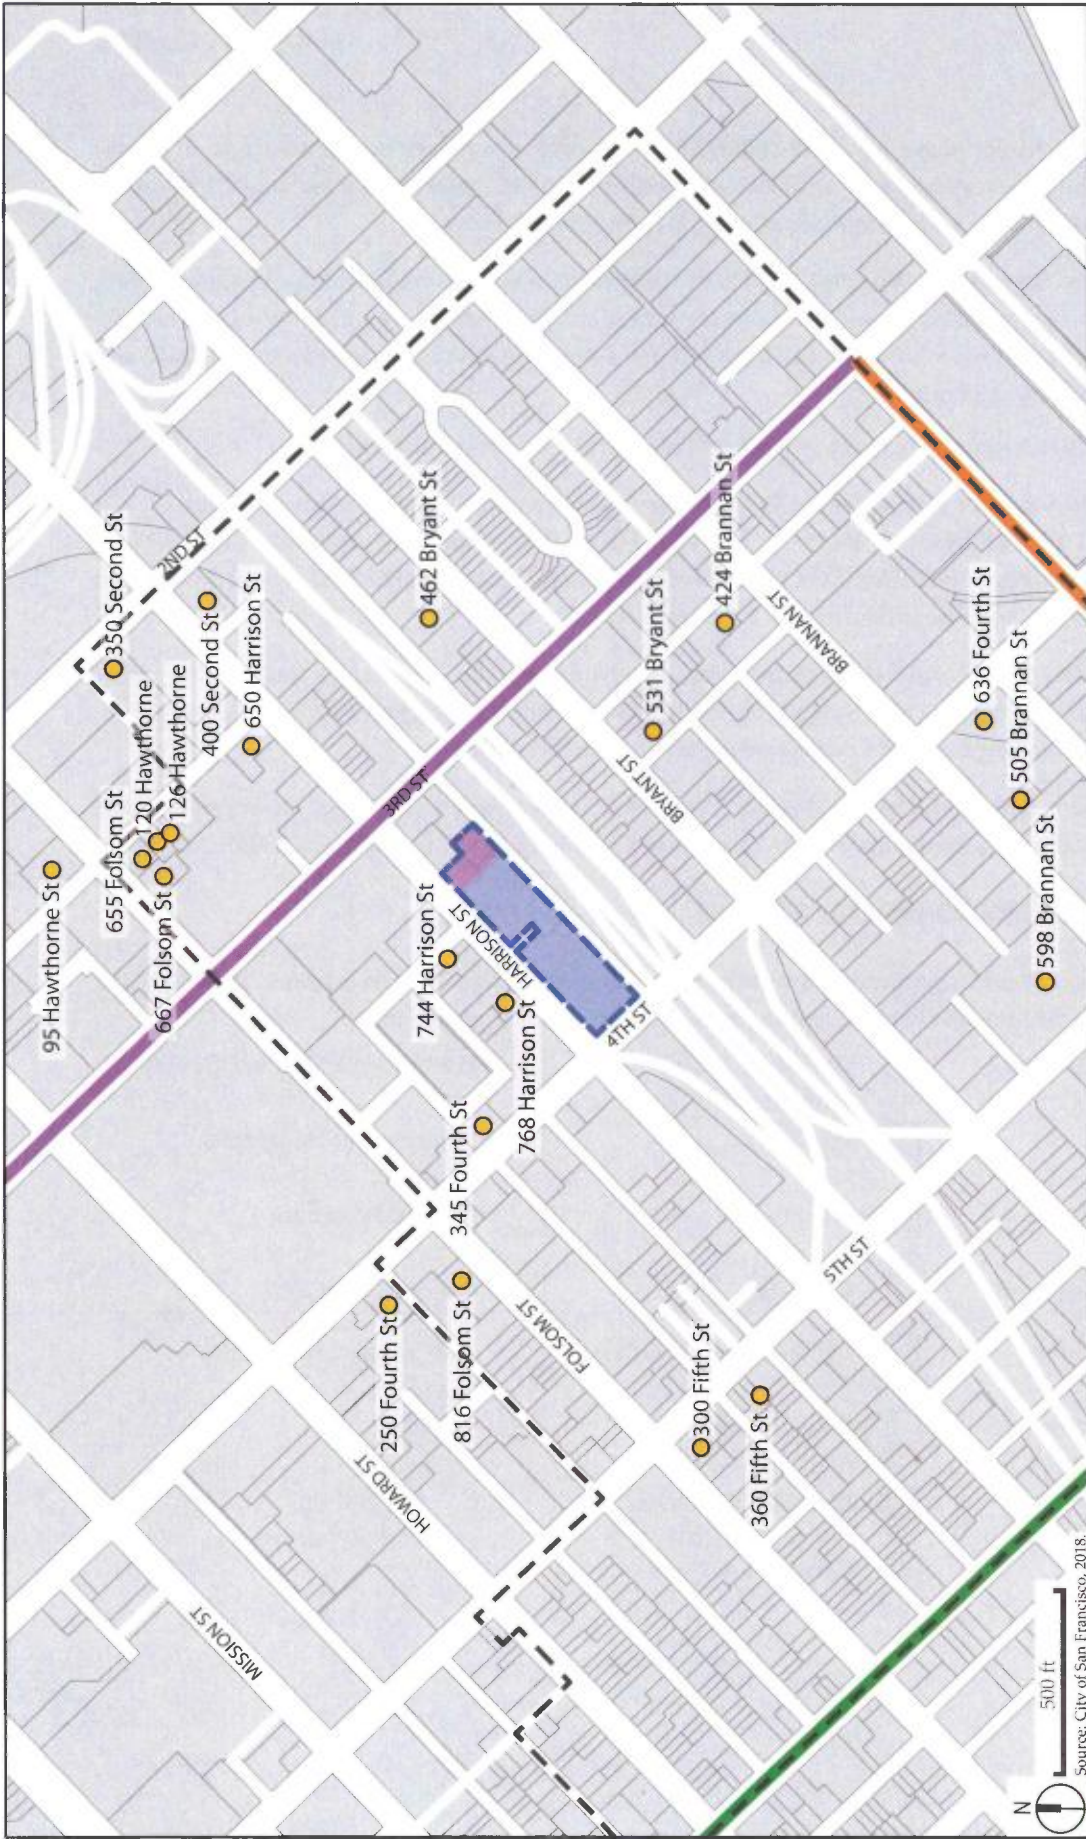 95 Hawthorne St
655 Folsom St
120 Hawthorne
126 Hawthorne
667 Folsom St
350 Second St
400 Second St
650 Harrison St
2ND ST
462 Bryant St
3RD ST
744 Harrison St
HARRISON ST
768 Harrison St
4TH ST
345 Fourth St
250 Fourth St
816 Folsom St
FOLSOM ST
HOWARD ST
MISSION ST
531 Bryant St
BRYANT ST
424 Brannan St
BRANNAN ST
636 Fourth St
505 Brannan St
598 Brannan St
5TH ST
300 Fifth St
360 Fifth St
N
500 ft
Source: City of San Francisco, 2018.